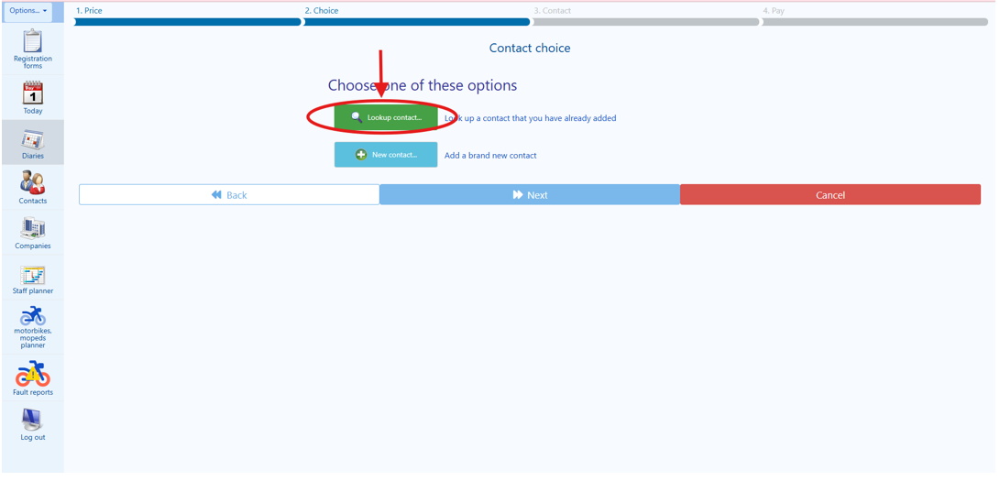 Options...
1. Price
2. Choice
3. Contact
4. Pay
Registration
forms
Today
Diaries
Contacts
Companies
Staff planner
motorbikes,
mopeds
planner
Fault reports
Log out
Contact choice
Choose one of these options
Lookup contact...
Look up a contact that you have already added
New contact...
Add a brand new contact
Back
Next
Cancel
1